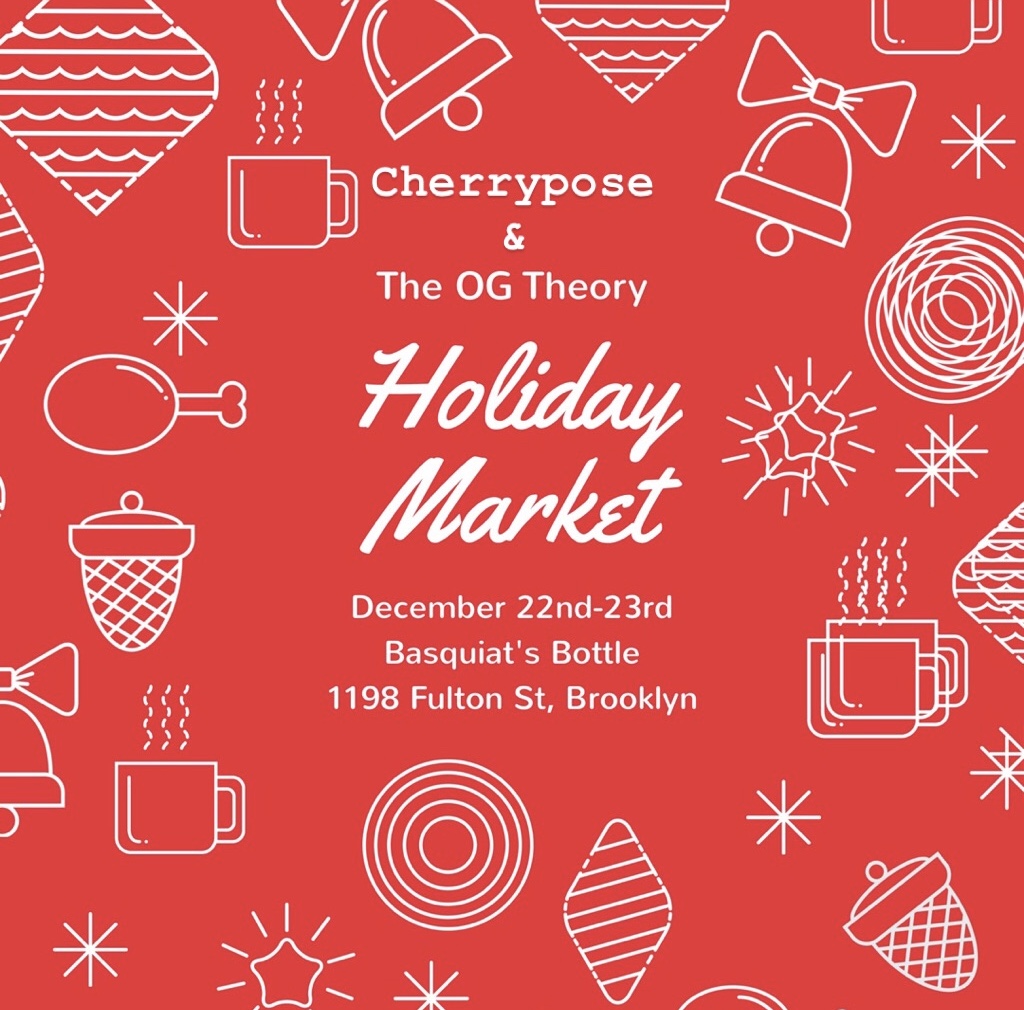 Cherrypose
&
The OG Theory
Holiday
Market
December 22nd-23rd
Basquiat's Bottle
1198 Fulton St, Brooklyn